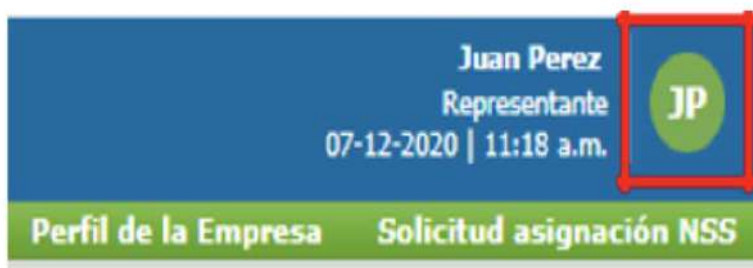 Juan Perez
Representante
JP
07-12-2020 | 11:18 a.m.
Perfil de la Empresa Solicitud asignación NSS